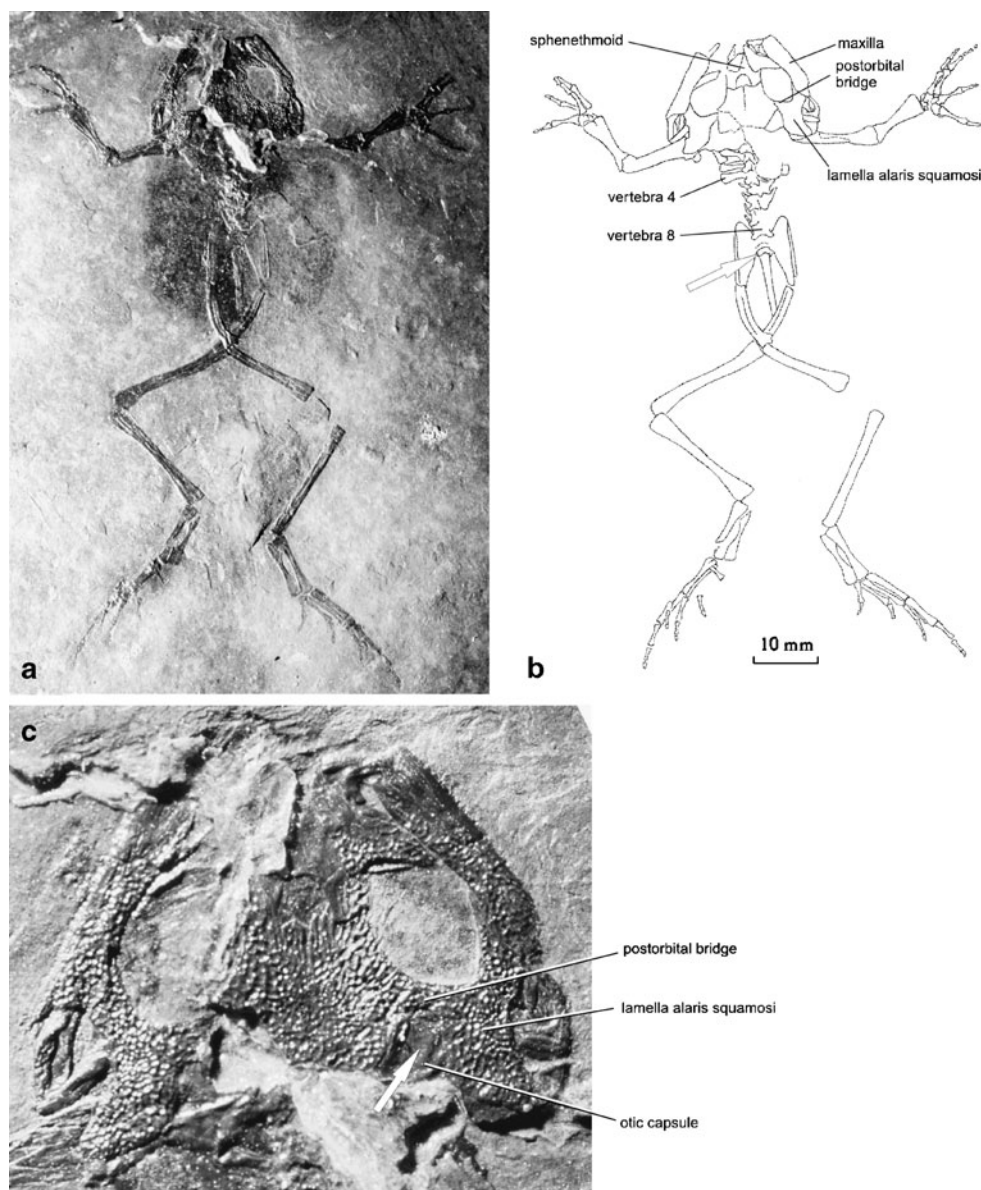 a
sphenethmoid
maxilla
postorbital
bridge
lamella alaris squamosi
vertebra 4
vertebra 8
b
10 mm
c
postorbital bridge
lamella alaris squamosi
otic capsule